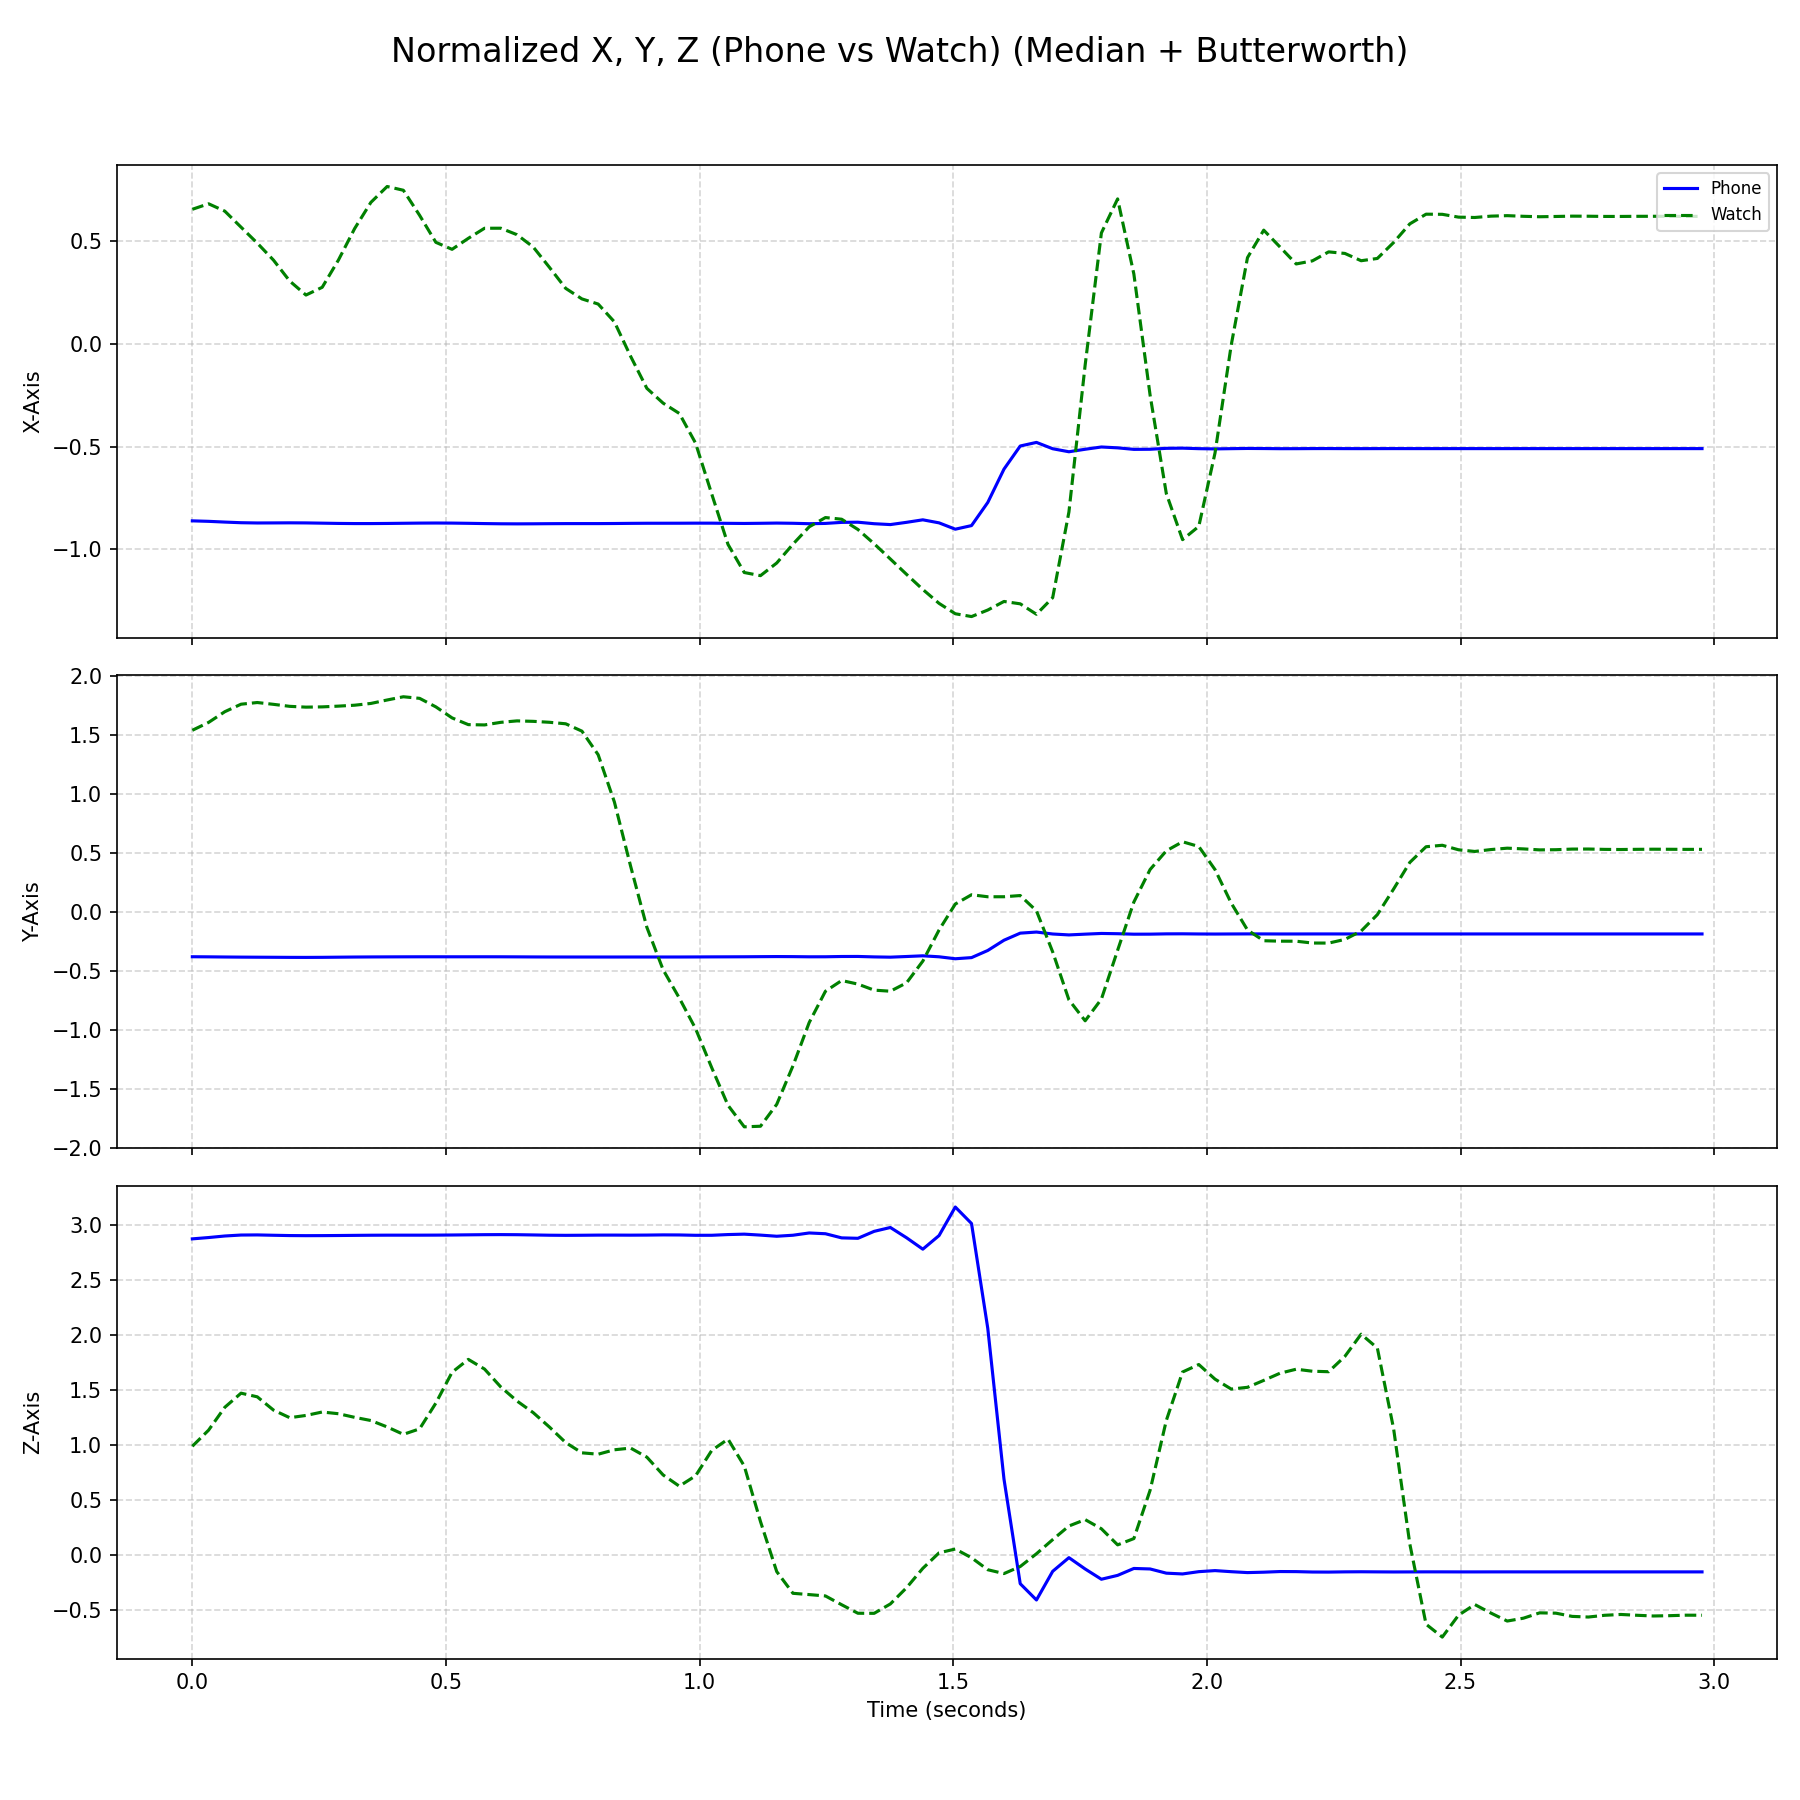 Normalized X, Y, Z (Phone vs Watch) (Median + Butterworth)
Phone
Watch
X-Axis
0.5
0.0
−0.5
−1.0
Y-Axis
2.0
1.5
1.0
0.5
0.0
−0.5
−1.0
−1.5
−2.0
Z-Axis
3.0
2.5
2.0
1.5
1.0
0.5
0.0
−0.5
0.0 0.5 1.0 1.5 2.0 2.5 3.0
Time (seconds)